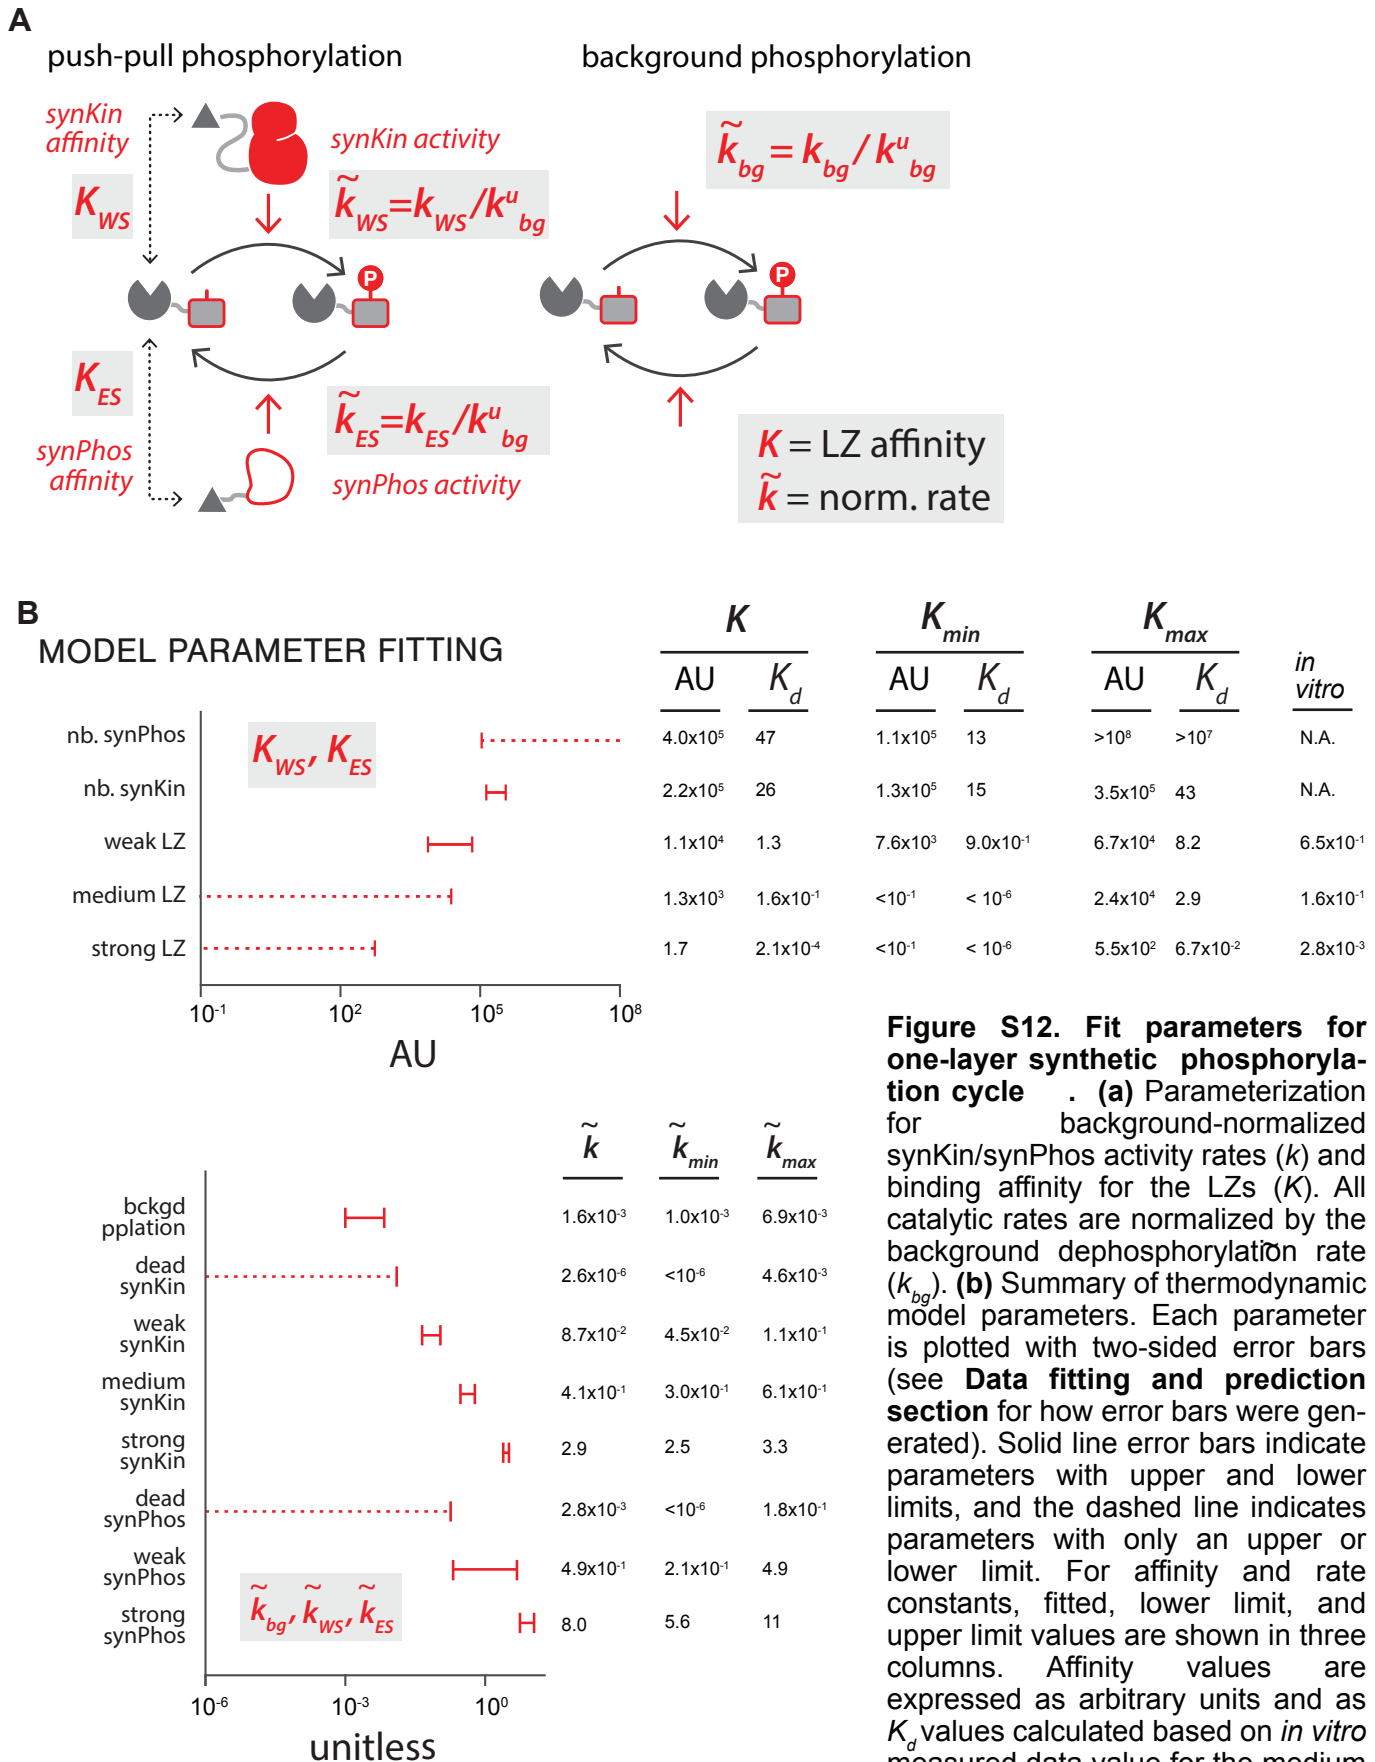 A
push-pull phosphorylation
background phosphorylation
synKin affinity
synKin activity
K_WS
k̃_WS=k_WS/k^u_bg
k̃_bg=k_bg/k^u_bg
P
P
K_ES
k̃_ES=k_ES/k^u_bg
synPhos affinity
synPhos activity
K = LZ affinity
k̃ = norm. rate
B
MODEL PARAMETER FITTING
K K_min K_max
AU K_d AU K_d AU K_d in vitro
K_WS, K_ES
nb. synPhos 4.0x10⁵ 47 1.1x10⁵ 13 >10⁸ >10⁷ N.A.
nb. synKin 2.2x10⁵ 26 1.3x10⁵ 15 3.5x10⁵ 43 N.A.
weak LZ 1.1x10⁴ 1.3 7.6x10³ 9.0x10⁻¹ 6.7x10⁴ 8.2 6.5x10⁻¹
medium LZ 1.3x10³ 1.6x10⁻¹ <10⁻¹ < 10⁻⁶ 2.4x10⁴ 2.9 1.6x10⁻¹
strong LZ 1.7 2.1x10⁻⁴ <10⁻¹ < 10⁻⁶ 5.5x10² 6.7x10⁻² 2.8x10⁻³
10⁻¹ 10² 10⁵ 10⁸
AU
k̃ k̃_min k̃_max
bckgd pplation 1.6x10⁻³ 1.0x10⁻³ 6.9x10⁻³
dead synKin 2.6x10⁻⁶ <10⁻⁶ 4.6x10⁻³
weak synKin 8.7x10⁻² 4.5x10⁻² 1.1x10⁻¹
medium synKin 4.1x10⁻¹ 3.0x10⁻¹ 6.1x10⁻¹
strong synKin 2.9 2.5 3.3
dead synPhos 2.8x10⁻³ <10⁻⁶ 1.8x10⁻¹
weak synPhos 4.9x10⁻¹ 2.1x10⁻¹ 4.9
strong synPhos 8.0 5.6 11
k̃_bg, k̃_WS, k̃_ES
10⁻⁶ 10⁻³ 10⁰
unitless
Figure S12. Fit parameters for
one-layer synthetic phosphoryla-
tion cycle . (a) Parameterization
for background-normalized
synKin/synPhos activity rates (k) and
binding affinity for the LZs (K). All
catalytic rates are normalized by the
background dephosphorylation rate
(k_bg). (b) Summary of thermodynamic
model parameters. Each parameter
is plotted with two-sided error bars
(see Data fitting and prediction
section for how error bars were gen-
erated). Solid line error bars indicate
parameters with upper and lower
limits, and the dashed line indicates
parameters with only an upper or
lower limit. For affinity and rate
constants, fitted, lower limit, and
upper limit values are shown in three
columns. Affinity values are
expressed as arbitrary units and as
K_d values calculated based on in vitro
measured data value for the medium